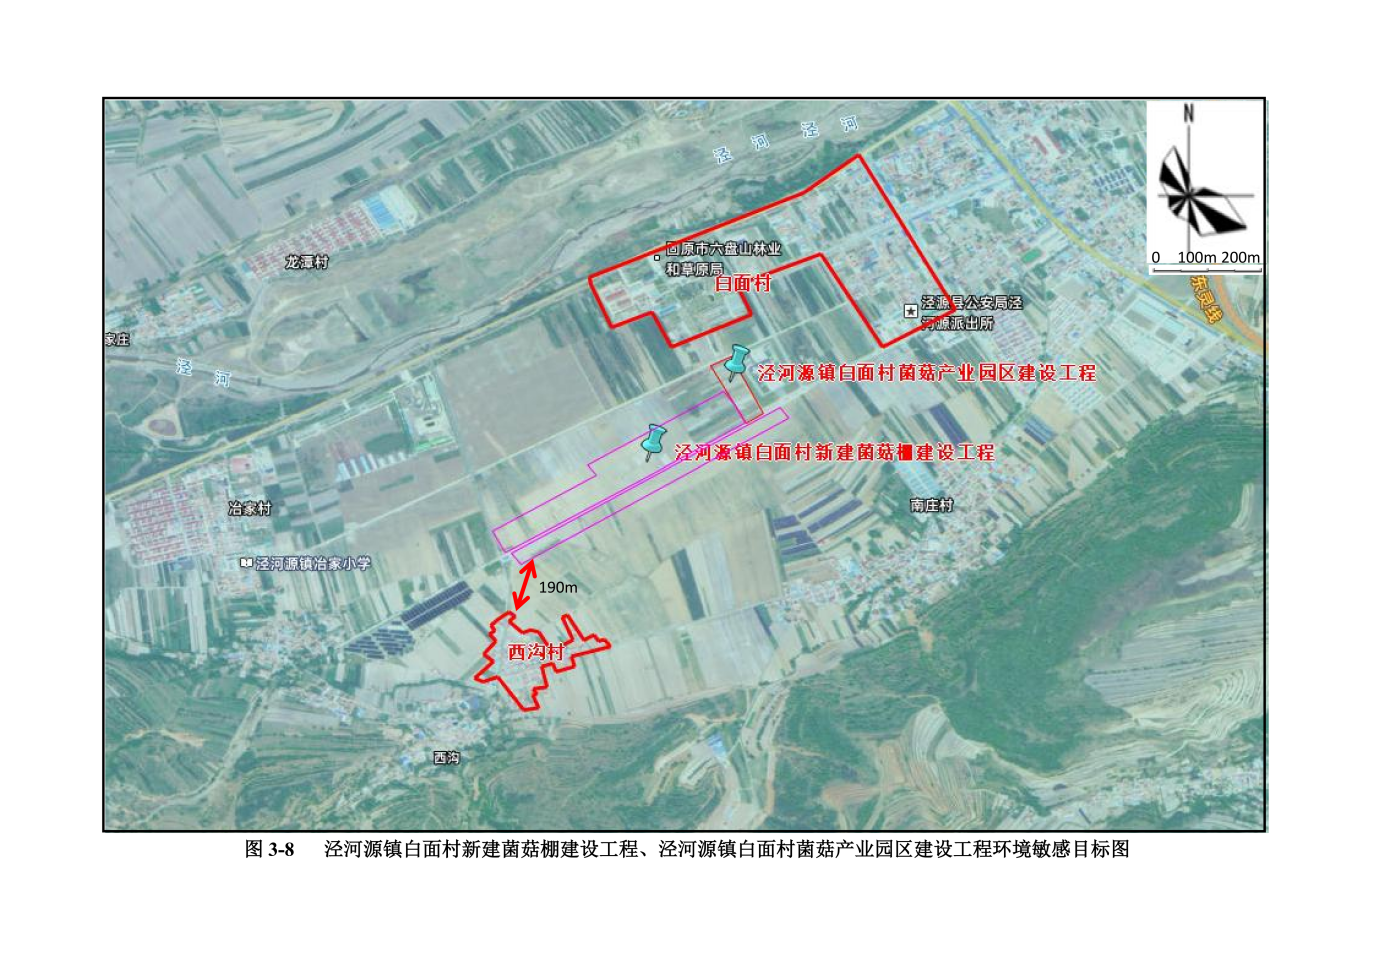 N
0 100m 200m
泾 河 泾 河
固原市六盘山林业
和草原局
白面村
龙潭村
泾源县公安局泾
河源派出所
东灵线
家庄
泾 河
泾河源镇白面村菌菇产业园区建设工程
泾河源镇白面村新建菌菇棚建设工程
冶家村
南庄村
泾河源镇冶家小学
190m
西沟村
西沟
图 3-8 泾河源镇白面村新建菌菇棚建设工程、泾河源镇白面村菌菇产业园区建设工程环境敏感目标图